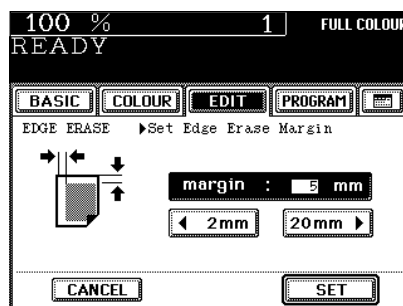 100 % 1 FULL COLOUR
READY
BASIC COLOUR EDIT PROGRAM
EDGE ERASE ▶Set Edge Erase Margin
margin : 5 mm
◀ 2mm 20mm ▶
CANCEL SET